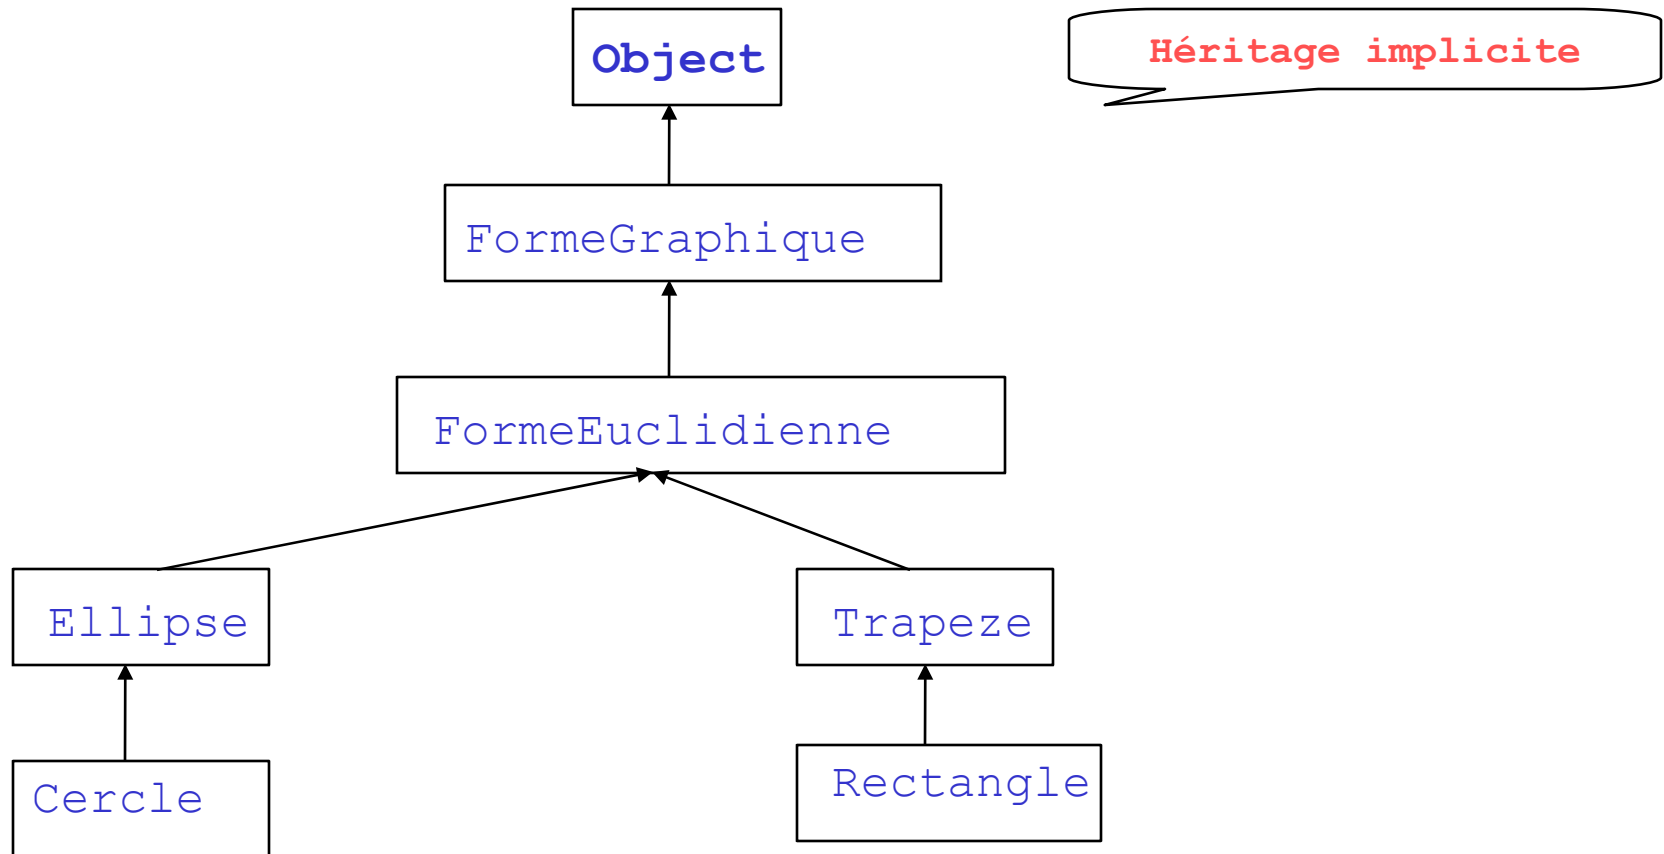 Object
Héritage implicite
FormeGraphique
FormeEuclidienne
Ellipse
Trapeze
Cercle
Rectangle